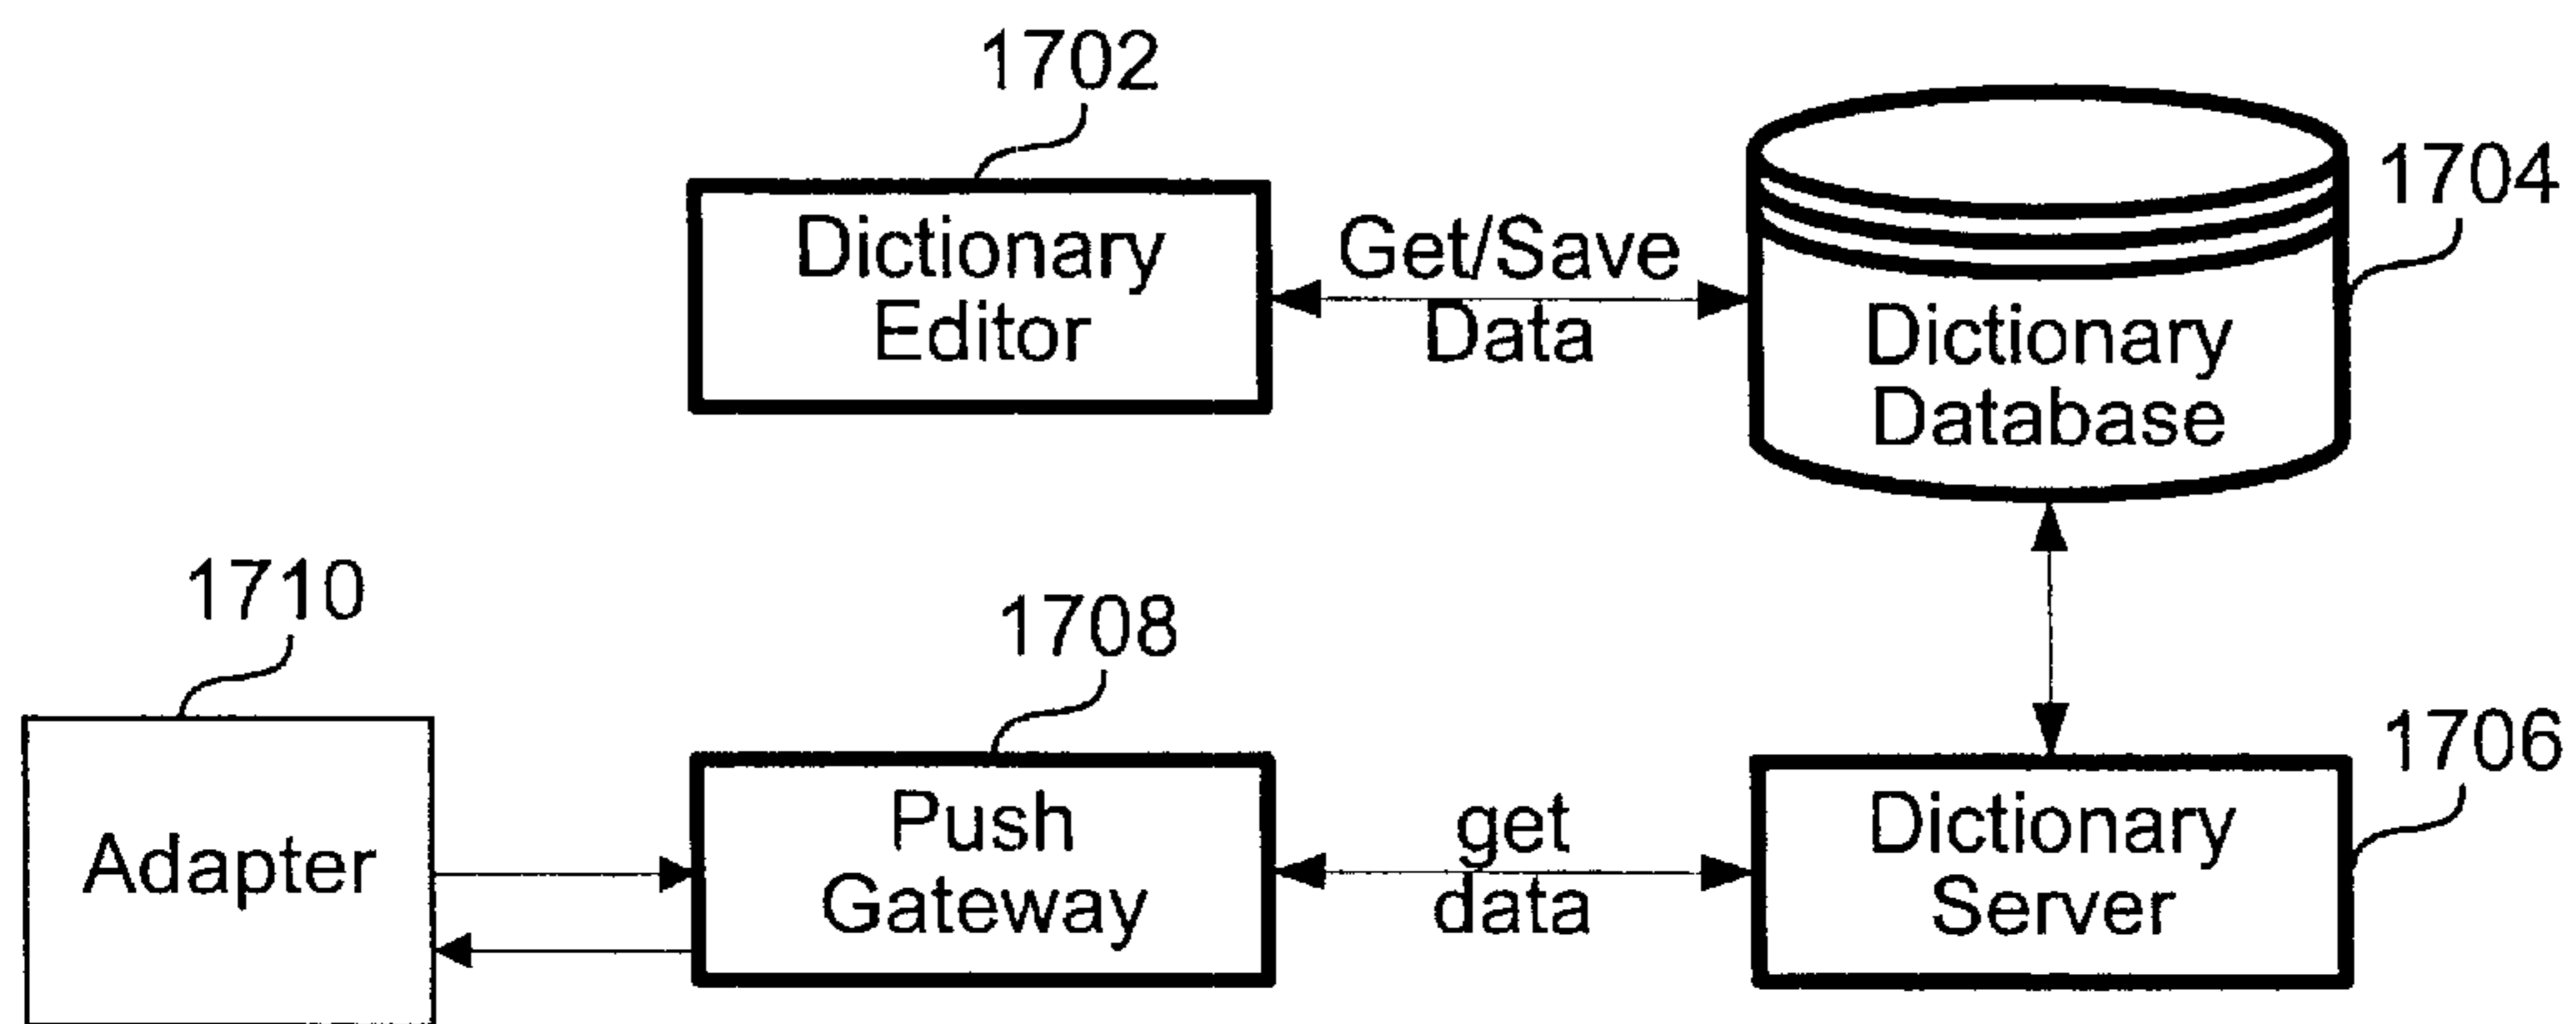 1702
1704
Dictionary
Editor
Get/Save
Data
Dictionary
Database
1710
1708
1706
Adapter
Push
Gateway
get
data
Dictionary
Server